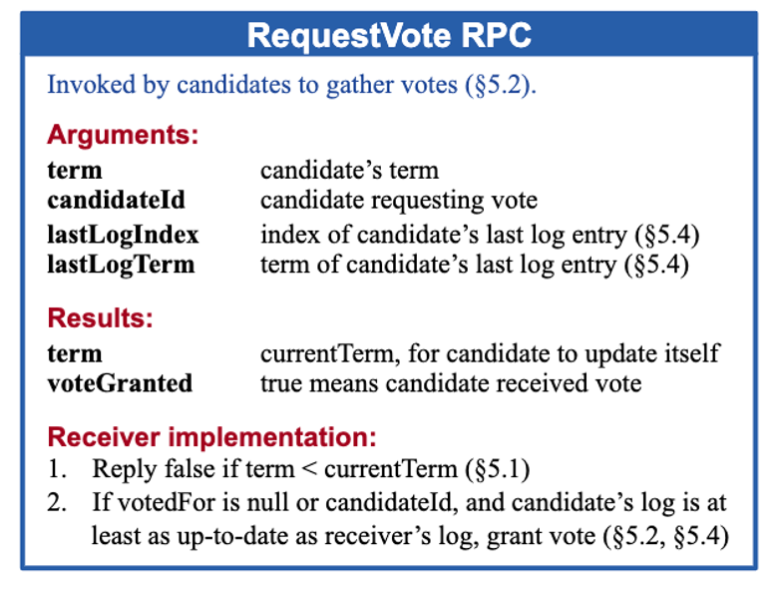 RequestVote RPC
Invoked by candidates to gather votes (§5.2).
Arguments:
term candidate’s term
candidateId candidate requesting vote
lastLogIndex index of candidate’s last log entry (§5.4)
lastLogTerm term of candidate’s last log entry (§5.4)
Results:
term currentTerm, for candidate to update itself
voteGranted true means candidate received vote
Receiver implementation:
1. Reply false if term < currentTerm (§5.1)
2. If votedFor is null or candidateId, and candidate’s log is at
least as up-to-date as receiver’s log, grant vote (§5.2, §5.4)